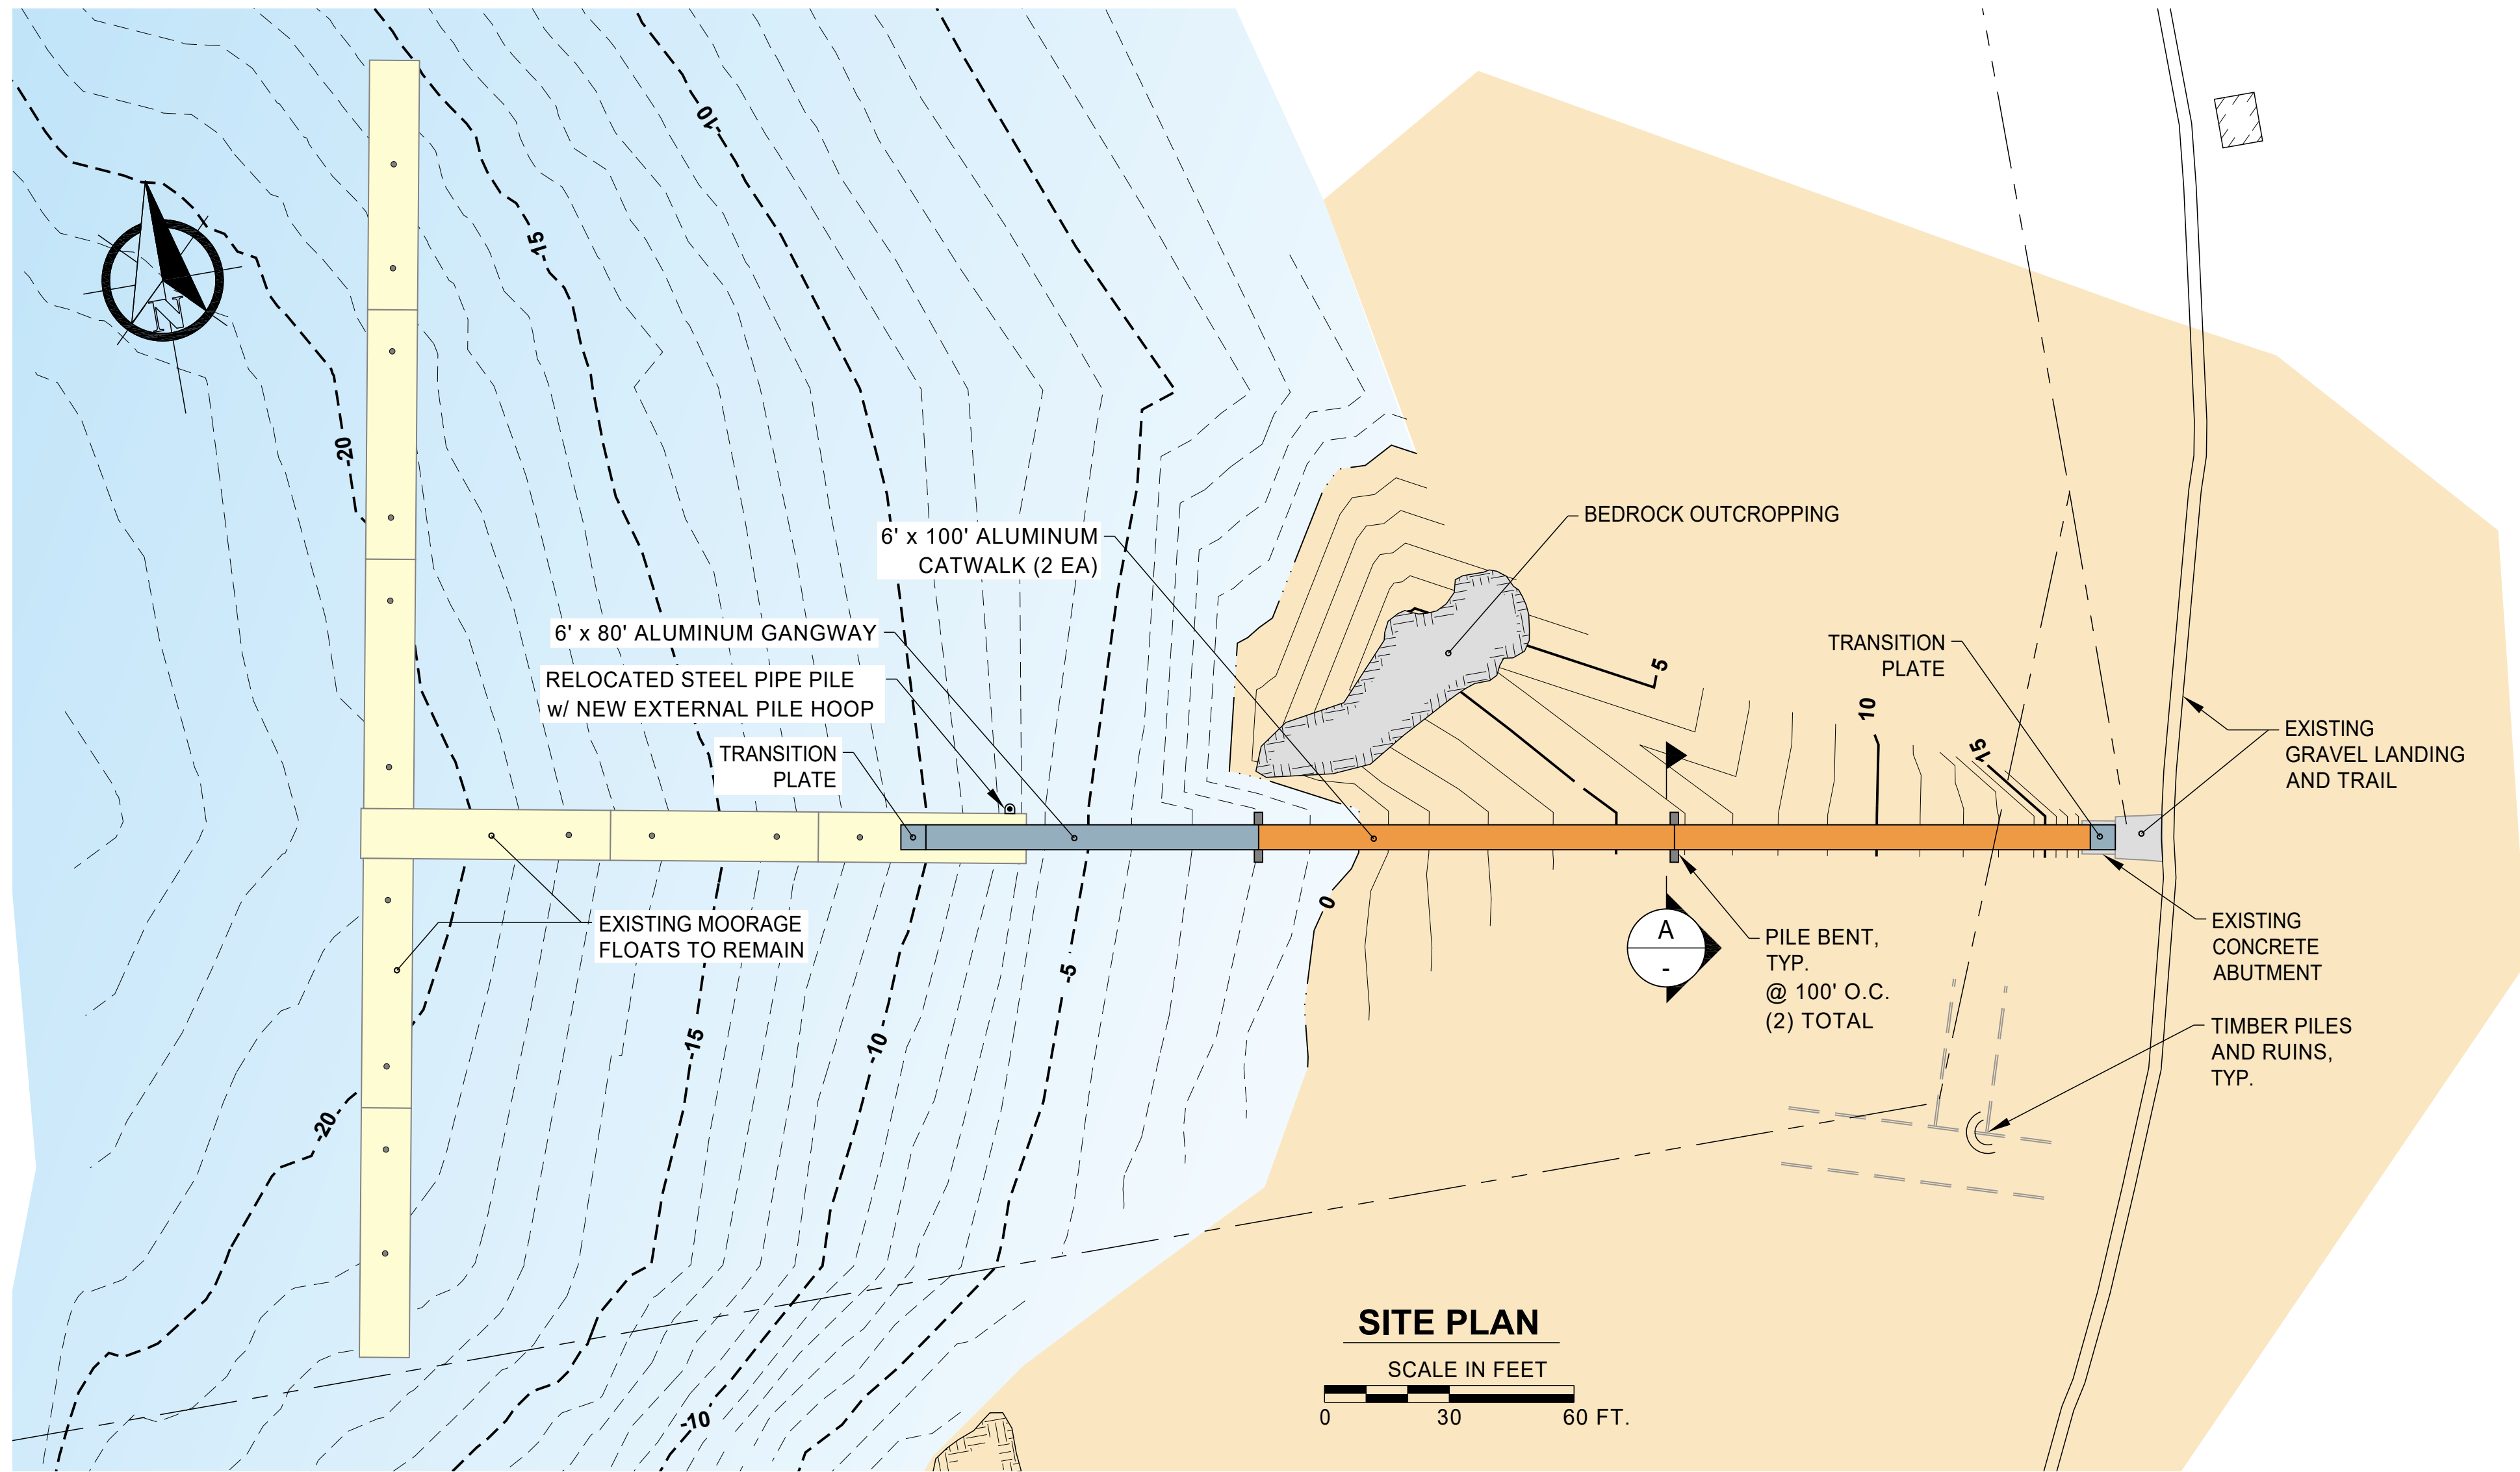 -10
-15
-20
N
6' x 100' ALUMINUM
CATWALK (2 EA)
BEDROCK OUTCROPPING
6' x 80' ALUMINUM GANGWAY
RELOCATED STEEL PIPE PILE
w/ NEW EXTERNAL PILE HOOP
TRANSITION
PLATE
5
10
15
TRANSITION
PLATE
EXISTING
GRAVEL LANDING
AND TRAIL
0
EXISTING MOORAGE
FLOATS TO REMAIN
A
-
PILE BENT,
TYP.
@ 100' O.C.
(2) TOTAL
EXISTING
CONCRETE
ABUTMENT
TIMBER PILES
AND RUINS,
TYP.
-5
-10
-15
-20
-10
SITE PLAN
SCALE IN FEET
0 30 60 FT.